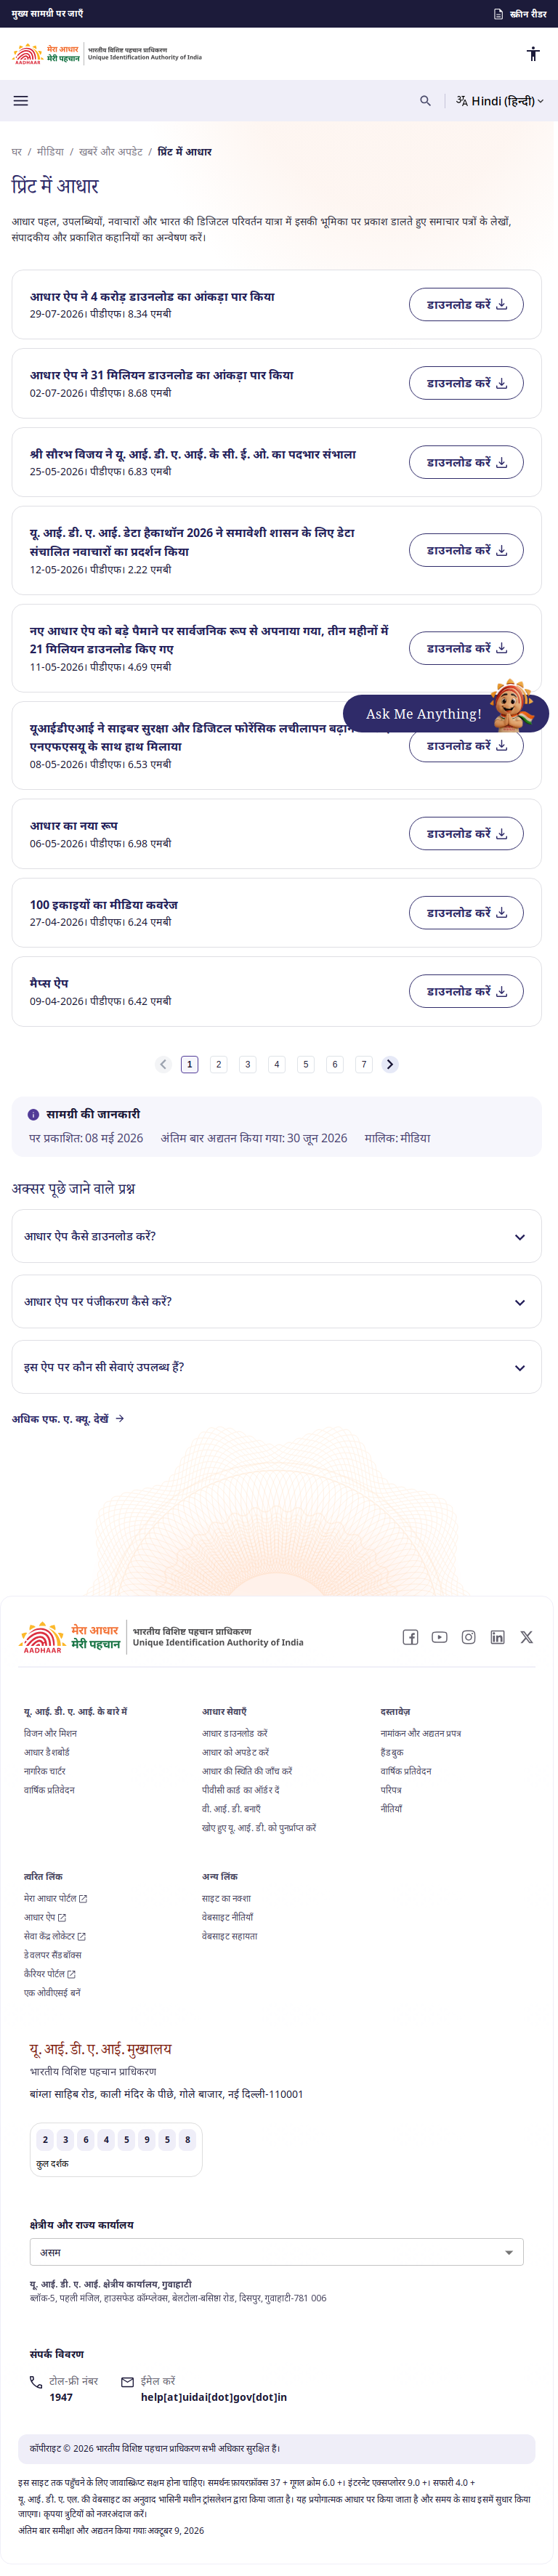 मुख्य सामग्री पर जाएँ
स्क्रीन रीडर
AADHAAR
मेरा आधार
मेरी पहचान
भारतीय विशिष्ट पहचान प्राधिकरण
Unique Identification Authority of India
Hindi (हिन्दी)
घर / मीडिया / खबरें और अपडेट / प्रिंट में आधार
प्रिंट में आधार
आधार पहल, उपलब्धियों, नवाचारों और भारत की डिजिटल परिवर्तन यात्रा में इसकी भूमिका पर प्रकाश डालते हुए समाचार पत्रों के लेखों,
संपादकीय और प्रकाशित कहानियों का अन्वेषण करें।
आधार ऐप ने 4 करोड़ डाउनलोड का आंकड़ा पार किया
29-07-2026। पीडीएफ। 8.34 एमबी
डाउनलोड करें
आधार ऐप ने 31 मिलियन डाउनलोड का आंकड़ा पार किया
02-07-2026। पीडीएफ। 8.68 एमबी
डाउनलोड करें
श्री सौरभ विजय ने यू. आई. डी. ए. आई. के सी. ई. ओ. का पदभार संभाला
25-05-2026। पीडीएफ। 6.83 एमबी
डाउनलोड करें
यू. आई. डी. ए. आई. डेटा हैकाथॉन 2026 ने समावेशी शासन के लिए डेटा
संचालित नवाचारों का प्रदर्शन किया
12-05-2026। पीडीएफ। 2.22 एमबी
डाउनलोड करें
नए आधार ऐप को बड़े पैमाने पर सार्वजनिक रूप से अपनाया गया, तीन महीनों में
21 मिलियन डाउनलोड किए गए
11-05-2026। पीडीएफ। 4.69 एमबी
डाउनलोड करें
Ask Me Anything!
यूआईडीएआई ने साइबर सुरक्षा और डिजिटल फोरेंसिक लचीलापन
एनएफएसयू के साथ हाथ मिलाया
08-05-2026। पीडीएफ। 6.53 एमबी
डाउनलोड करें
आधार का नया रूप
06-05-2026। पीडीएफ। 6.98 एमबी
डाउनलोड करें
100 इकाइयों का मीडिया कवरेज
27-04-2026। पीडीएफ। 6.24 एमबी
डाउनलोड करें
मैप्स ऐप
09-04-2026। पीडीएफ। 6.42 एमबी
डाउनलोड करें
1 2 3 4 5 6 7
सामग्री की जानकारी
पर प्रकाशित: 08 मई 2026 अंतिम बार अद्यतन किया गया: 30 जून 2026 मालिक: मीडिया
अक्सर पूछे जाने वाले प्रश्न
आधार ऐप कैसे डाउनलोड करें?
आधार ऐप पर पंजीकरण कैसे करें?
इस ऐप पर कौन सी सेवाएं उपलब्ध हैं?
अधिक एफ. ए. क्यू. देखें
AADHAAR
मेरा आधार
मेरी पहचान
भारतीय विशिष्ट पहचान प्राधिकरण
Unique Identification Authority of India
यू. आई. डी. ए. आई. के बारे में
विजन और मिशन
आधार डैशबोर्ड
नागरिक चार्टर
वार्षिक प्रतिवेदन
आधार सेवाएँ
आधार डाउनलोड करें
आधार को अपडेट करें
आधार की स्थिति की जाँच करें
पीवीसी कार्ड का ऑर्डर दें
वी. आई. डी. बनाएँ
खोए हुए यू. आई. डी. को पुनर्प्राप्त करें
दस्तावेज़
नामांकन और अद्यतन प्रपत्र
हैंडबुक
वार्षिक प्रतिवेदन
परिपत्र
नीतियाँ
त्वरित लिंक
मेरा आधार पोर्टल
आधार ऐप
सेवा केंद्र लोकेटर
डेवलपर सैंडबॉक्स
कैरियर पोर्टल
एक ओवीएसई बनें
अन्य लिंक
साइट का नक्शा
वेबसाइट नीतियाँ
वेबसाइट सहायता
यू. आई. डी. ए. आई. मुख्यालय
भारतीय विशिष्ट पहचान प्राधिकरण
बांग्ला साहिब रोड, काली मंदिर के पीछे, गोले बाजार, नई दिल्ली-110001
2 3 6 4 5 9 5 8
कुल दर्शक
क्षेत्रीय और राज्य कार्यालय
असम
यू. आई. डी. ए. आई. क्षेत्रीय कार्यालय, गुवाहाटी
ब्लॉक-5, पहली मंजिल, हाउसफेड कॉम्प्लेक्स, बेलटोला-बसिष्ठा रोड, दिसपुर, गुवाहाटी-781 006
संपर्क विवरण
टोल-फ्री नंबर
1947
ईमेल करें
help[at]uidai[dot]gov[dot]in
कॉपीराइट © 2026 भारतीय विशिष्ट पहचान प्राधिकरण सभी अधिकार सुरक्षित हैं।
इस साइट तक पहुँचने के लिए जावास्क्रिप्ट सक्षम होना चाहिए। समर्थनःफ़ायरफ़ॉक्स 37 + गूगल क्रोम 6.0 +। इंटरनेट एक्सप्लोरर 9.0 +। सफारी 4.0 +
यू. आई. डी. ए. एल. की वेबसाइट का अनुवाद भाषिनी मशीन ट्रांसलेशन द्वारा किया जाता है। यह प्रयोगात्मक आधार पर किया जाता है और समय के साथ इसमें सुधार किया
जाएगा। कृपया त्रुटियों को नजरअंदाज करें।
अंतिम बार समीक्षा और अद्यतन किया गयाःअक्टूबर 9, 2026